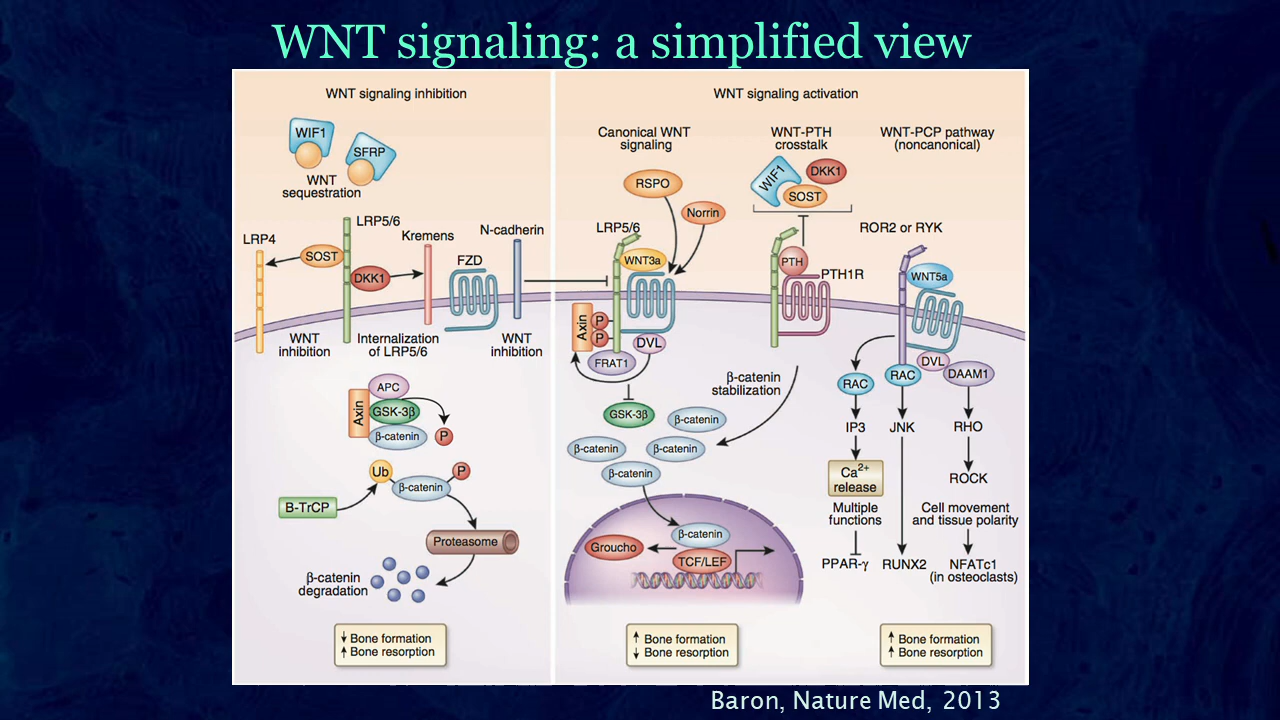 WNT signaling: a simplified view
WNT signaling inhibition
WIF1
SFRP
WNT
sequestration
LRP5/6
LRP4
SOST
DKK1
Kremens
N-cadherin
FZD
WNT
inhibition
Internalization
of LRP5/6
WNT
inhibition
APC
Axin
GSK-3β
β-catenin
P
Ub
P
β-catenin
B-TrCP
Proteasome
β-catenin
degradation
↓ Bone formation
↑ Bone resorption
WNT signaling activation
Canonical WNT
signaling
RSPO
Norrin
LRP5/6
WNT3a
Axin
P
P
DVL
FRAT1
GSK-3β
β-catenin
stabilization
β-catenin
β-catenin
β-catenin
β-catenin
β-catenin
Groucho
TCF/LEF
↑ Bone formation
↓ Bone resorption
WNT-PTH
crosstalk
WIF1
DKK1
SOST
PTH
PTH1R
WNT-PCP pathway
(noncanonical)
ROR2 or RYK
WNT5a
DVL
RAC
RAC
DAAM1
IP3
JNK
RHO
Ca2+
release
ROCK
Multiple
functions
Cell movement
and tissue polarity
PPAR-γ
RUNX2
NFATc1
(in osteoclasts)
↑ Bone formation
↑ Bone resorption
Baron, Nature Med, 2013